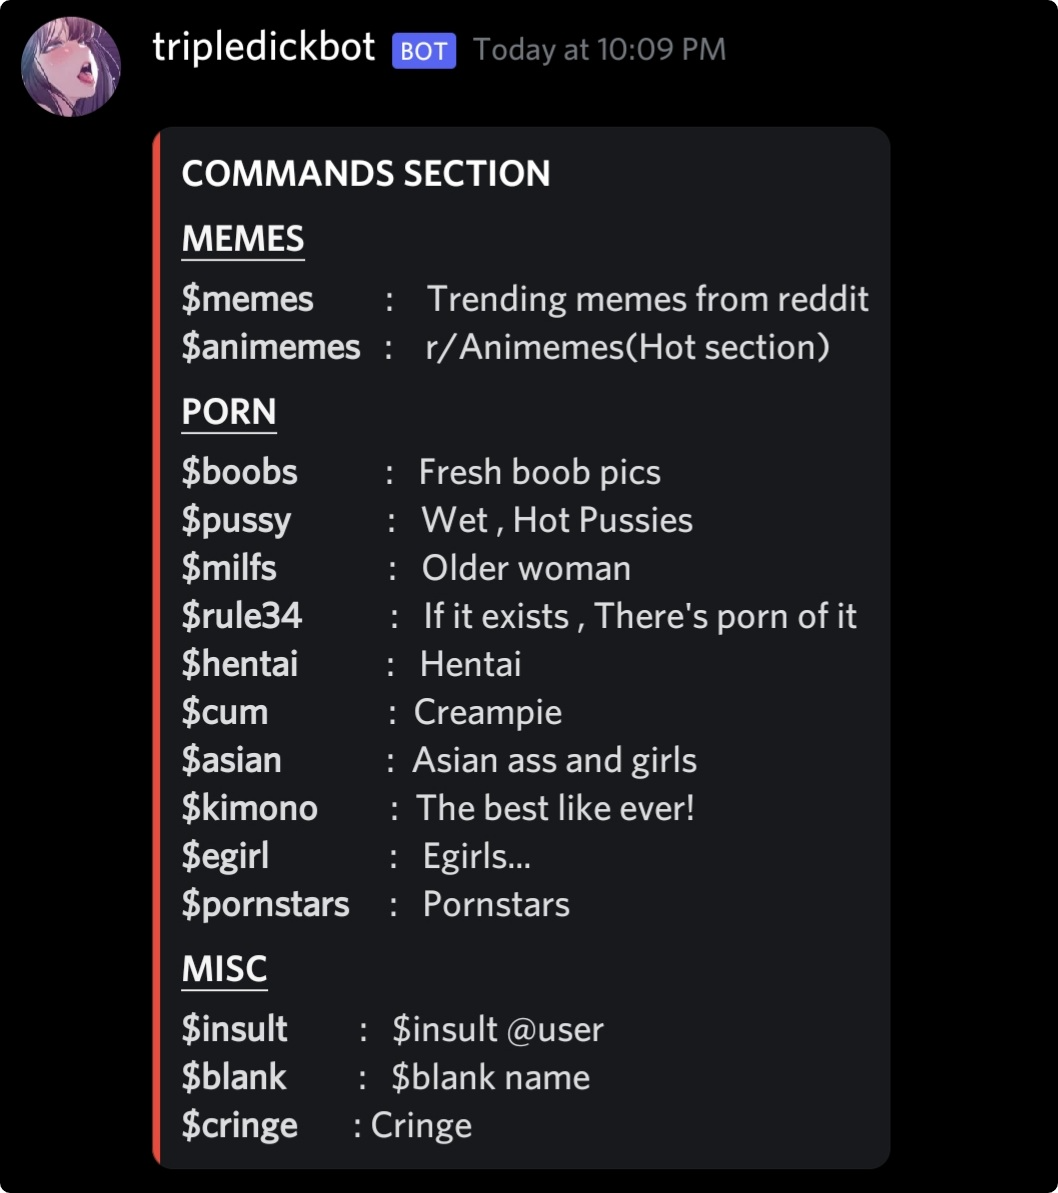 tripledickbot BOT Today at 10:09 PM
COMMANDS SECTION
MEMES
$memes : Trending memes from reddit
$animemes : r/Animemes(Hot section)
PORN
$boobs : Fresh boob pics
$pussy : Wet , Hot Pussies
$milfs : Older woman
$rule34 : If it exists , There's porn of it
$hentai : Hentai
$cum : Creampie
$asian : Asian ass and girls
$kimono : The best like ever!
$egirl : Egirls...
$pornstars : Pornstars
MISC
$insult : $insult @user
$blank : $blank name
$cringe : Cringe